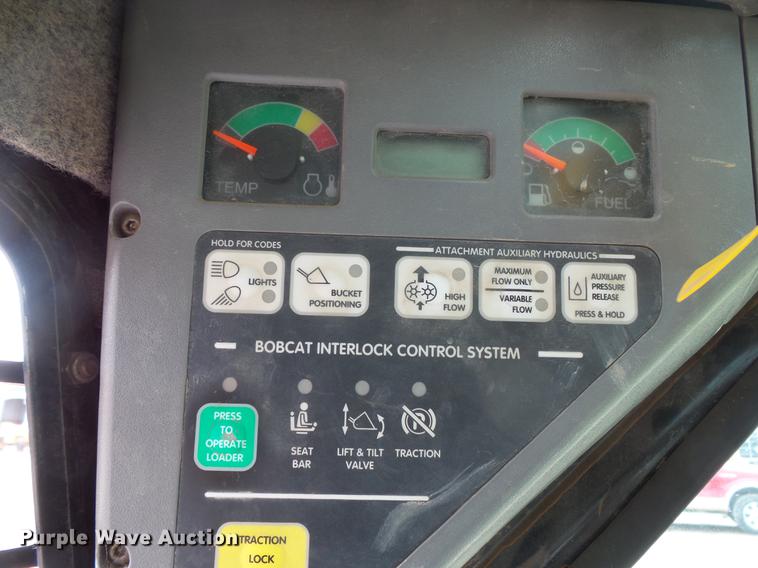 TEMP
FUEL
HOLD FOR CODES
ATTACHMENT AUXILIARY HYDRAULICS
LIGHTS
BUCKET
POSITIONING
HIGH
FLOW
MAXIMUM
FLOW ONLY
VARIABLE
FLOW
AUXILIARY
PRESSURE
RELEASE
PRESS & HOLD
BOBCAT INTERLOCK CONTROL SYSTEM
PRESS
TO
OPERATE
LOADER
SEAT
BAR
LIFT & TILT
VALVE
P
TRACTION
TRACTION
LOCK
Purple Wave Auction